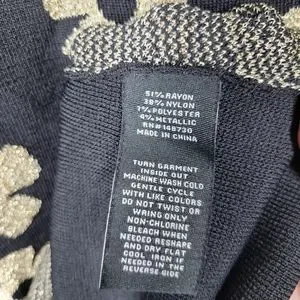 51% RAYON
38% NYLON
7% POLYESTER
4% METALLIC
RN# 148730
MADE IN CHINA
TURN GARMENT
INSIDE OUT
MACHINE WASH COLD
GENTLE CYCLE
WITH LIKE COLORS
DO NOT TWIST OR
WRING ONLY
NON-CHLORINE
BLEACH WHEN
NEEDED RESHAPE
AND DRY FLAT
COOL IRON IF
NEEDED IN THE
REVERSE SIDE